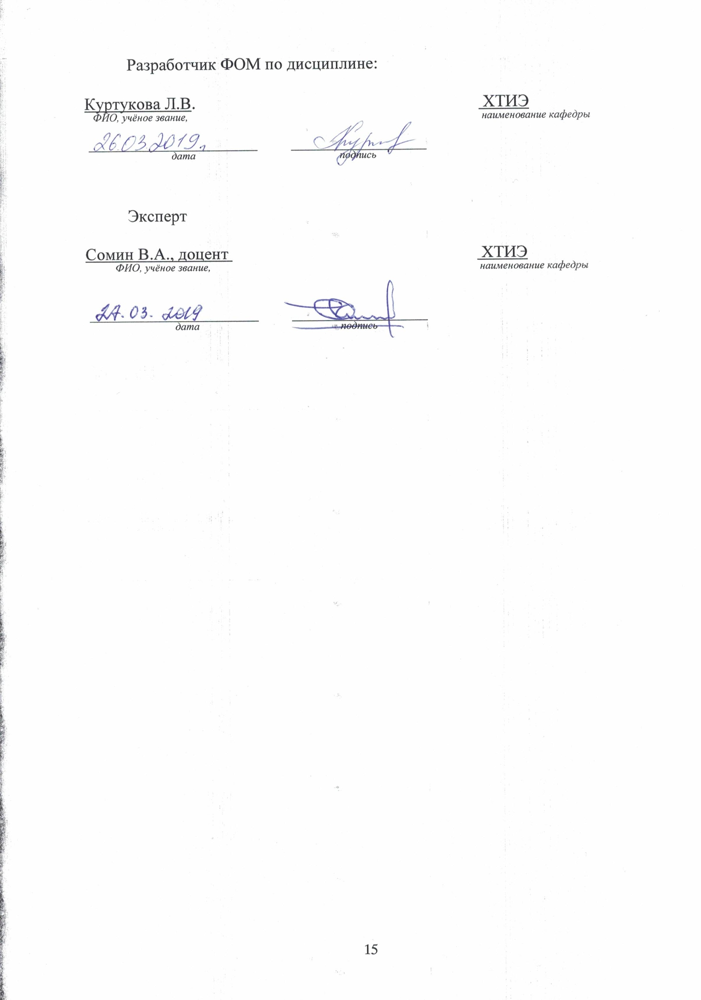 Разработчик ФОМ по дисциплине:
Куртукова Л.В. ХТИЭ
ФИО, учёное звание, наименование кафедры
26.03.2019г.
дата подпись
Эксперт
Сомин В.А., доцент ХТИЭ
ФИО, учёное звание, наименование кафедры
27.03.2019
дата подпись
15